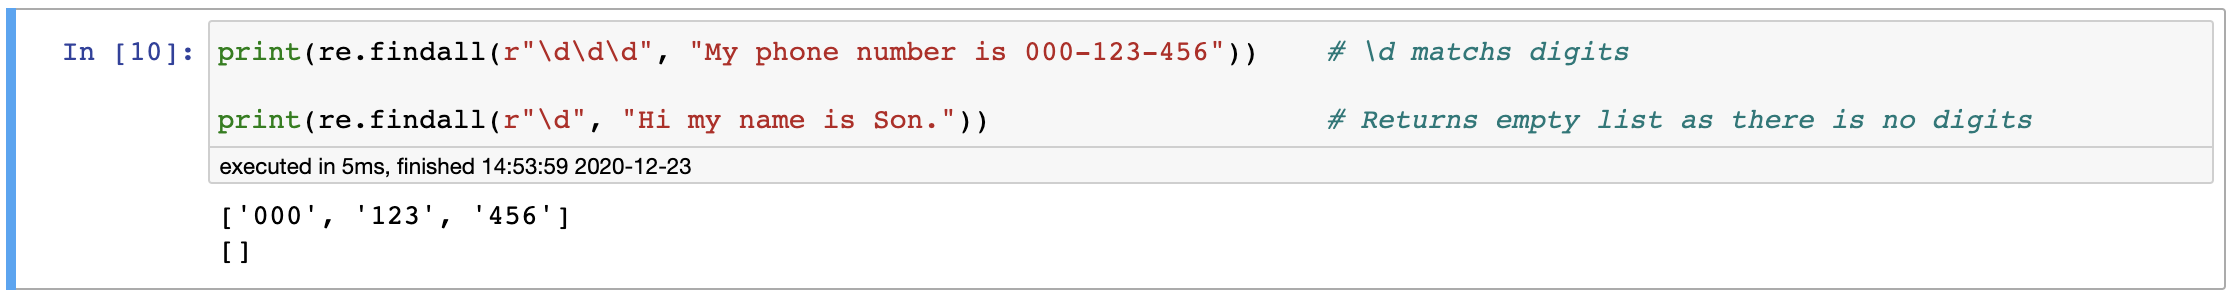 In [10]: print(re.findall(r"\d\d\d", "My phone number is 000-123-456"))    # \d matchs digits
print(re.findall(r"\d", "Hi my name is Son."))                    # Returns empty list as there is no digits
executed in 5ms, finished 14:53:59 2020-12-23
['000', '123', '456']
[]